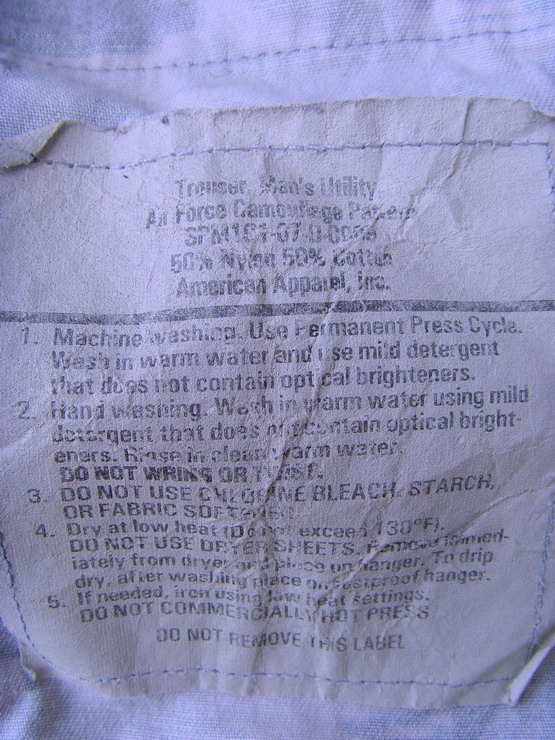 Trouser, Man's Utility
Air Force Camouflage Pattern
SPM1C1-07-D-
50% Nylon 50% Cotton
American Apparel, Inc.
1. Machine washing. Use Permanent Press Cycle.
Wash in warm water and use mild detergent
that does not contain optical brighteners.
2. Hand washing. Wash in warm water using mild
detergent that does not contain optical bright-
eners. Rinse in clean warm water.
DO NOT WRING OR TWIST.
3. DO NOT USE CHLORINE BLEACH, STARCH,
OR FABRIC SOFTENER.
4. Dry at low heat (Do not exceed 130°F).
DO NOT USE DRYER SHEETS. Remove immed-
iately from dryer and place on hanger. To drip
dry, after washing place on rustproof hanger.
5. If needed, iron using low heat settings.
DO NOT COMMERCIALLY HOT PRESS
DO NOT REMOVE THIS LABEL